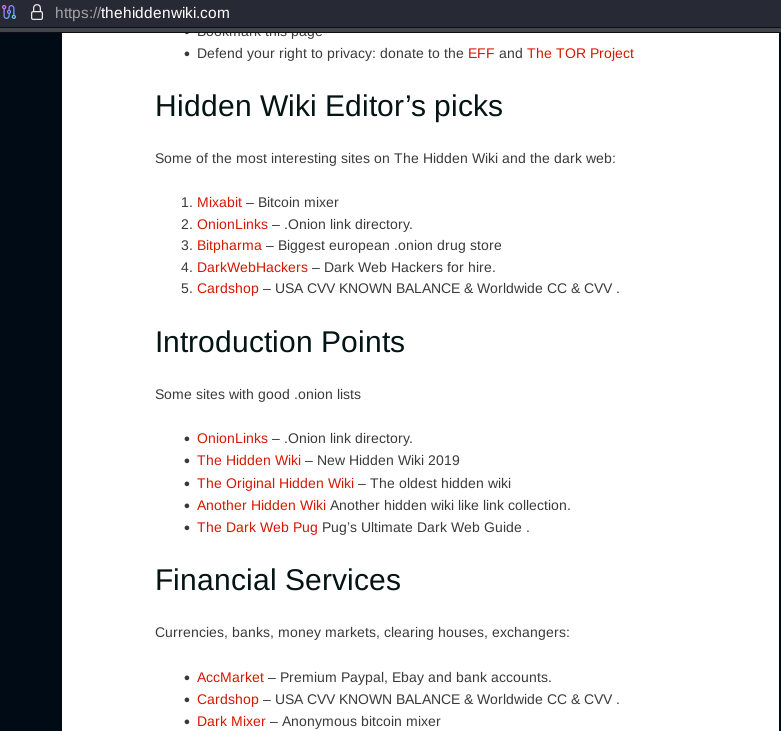 https://thehiddenwiki.com
Bookmark this page
Defend your right to privacy: donate to the EFF and The TOR Project
Hidden Wiki Editor’s picks
Some of the most interesting sites on The Hidden Wiki and the dark web:
1. Mixabit – Bitcoin mixer
2. OnionLinks – .Onion link directory.
3. Bitpharma – Biggest european .onion drug store
4. DarkWebHackers – Dark Web Hackers for hire.
5. Cardshop – USA CVV KNOWN BALANCE & Worldwide CC & CVV .
Introduction Points
Some sites with good .onion lists
OnionLinks – .Onion link directory.
The Hidden Wiki – New Hidden Wiki 2019
The Original Hidden Wiki – The oldest hidden wiki
Another Hidden Wiki Another hidden wiki like link collection.
The Dark Web Pug Pug’s Ultimate Dark Web Guide .
Financial Services
Currencies, banks, money markets, clearing houses, exchangers:
AccMarket – Premium Paypal, Ebay and bank accounts.
Cardshop – USA CVV KNOWN BALANCE & Worldwide CC & CVV .
Dark Mixer – Anonymous bitcoin mixer